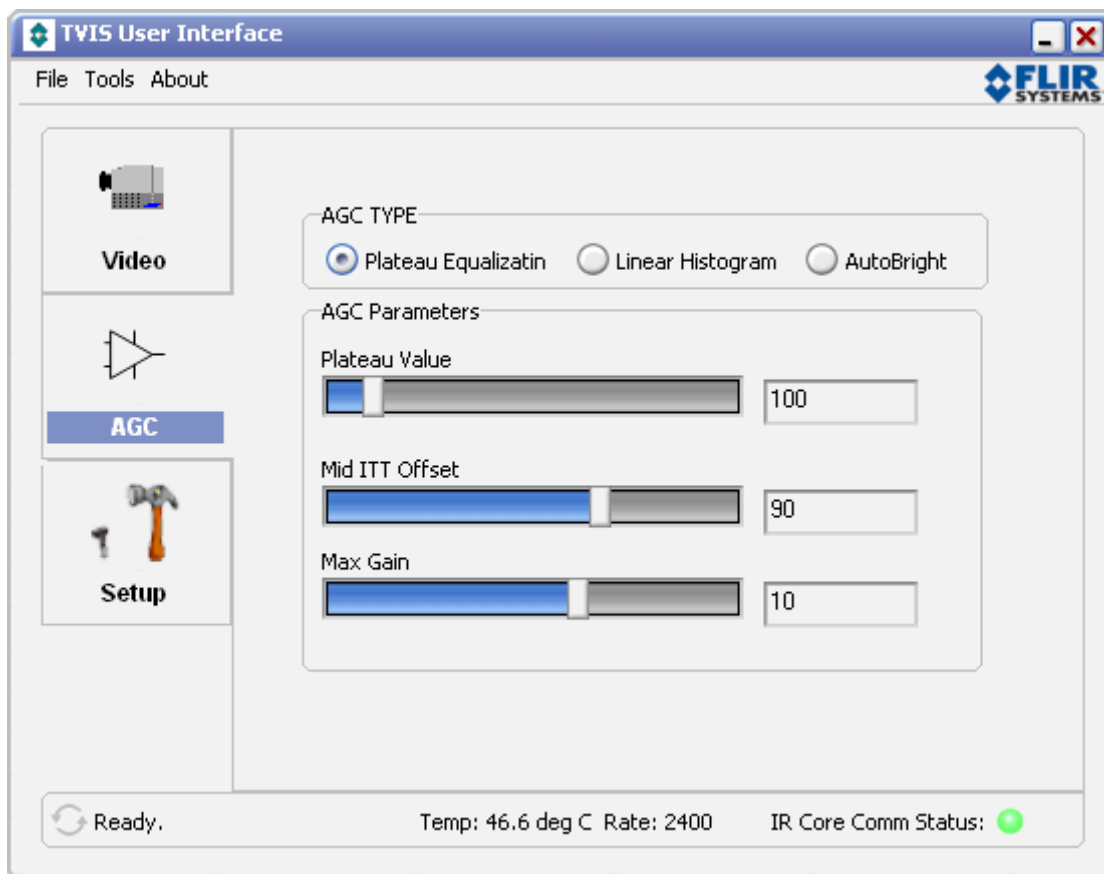 TVIS User Interface
File Tools About
FLIR
SYSTEMS
Video
AGC
Setup
AGC TYPE
Plateau Equalizatin Linear Histogram AutoBright
AGC Parameters
Plateau Value
100
Mid ITT Offset
90
Max Gain
10
Ready. Temp: 46.6 deg C Rate: 2400 IR Core Comm Status: